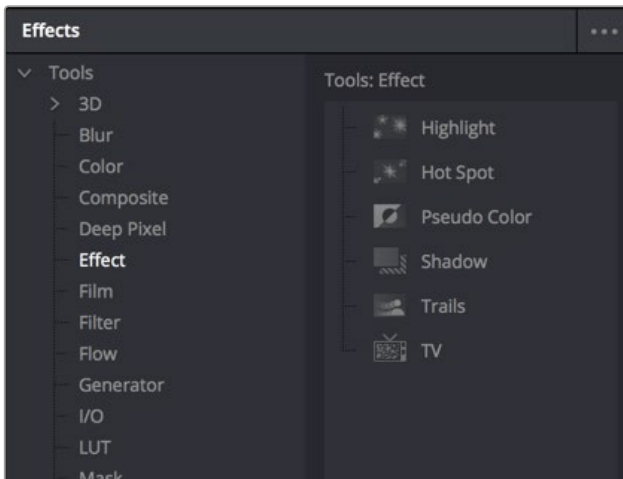 Effects
Tools
3D
Blur
Color
Composite
Deep Pixel
Effect
Film
Filter
Flow
Generator
I/O
LUT
Mask
Tools: Effect
Highlight
Hot Spot
Pseudo Color
Shadow
Trails
TV